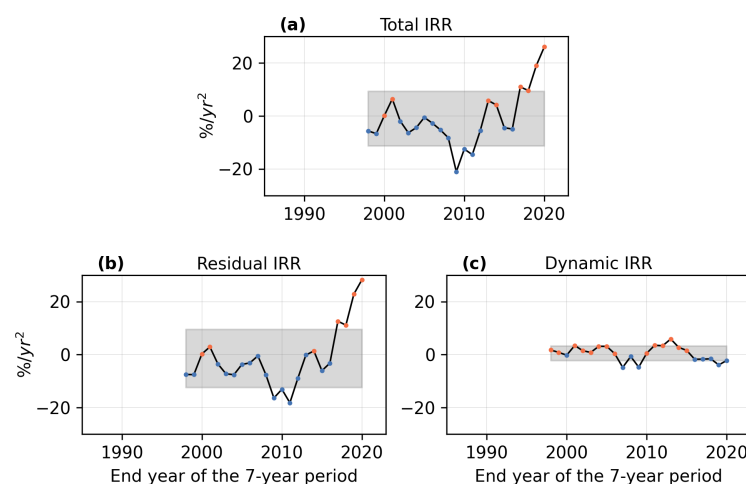 (a) Total IRR
%/yr²
20
0
−20
1990 2000 2010 2020
(b) Residual IRR
(c) Dynamic IRR
%/yr²
20
0
−20
20
0
−20
1990 2000 2010 2020
1990 2000 2010 2020
End year of the 7-year period
End year of the 7-year period